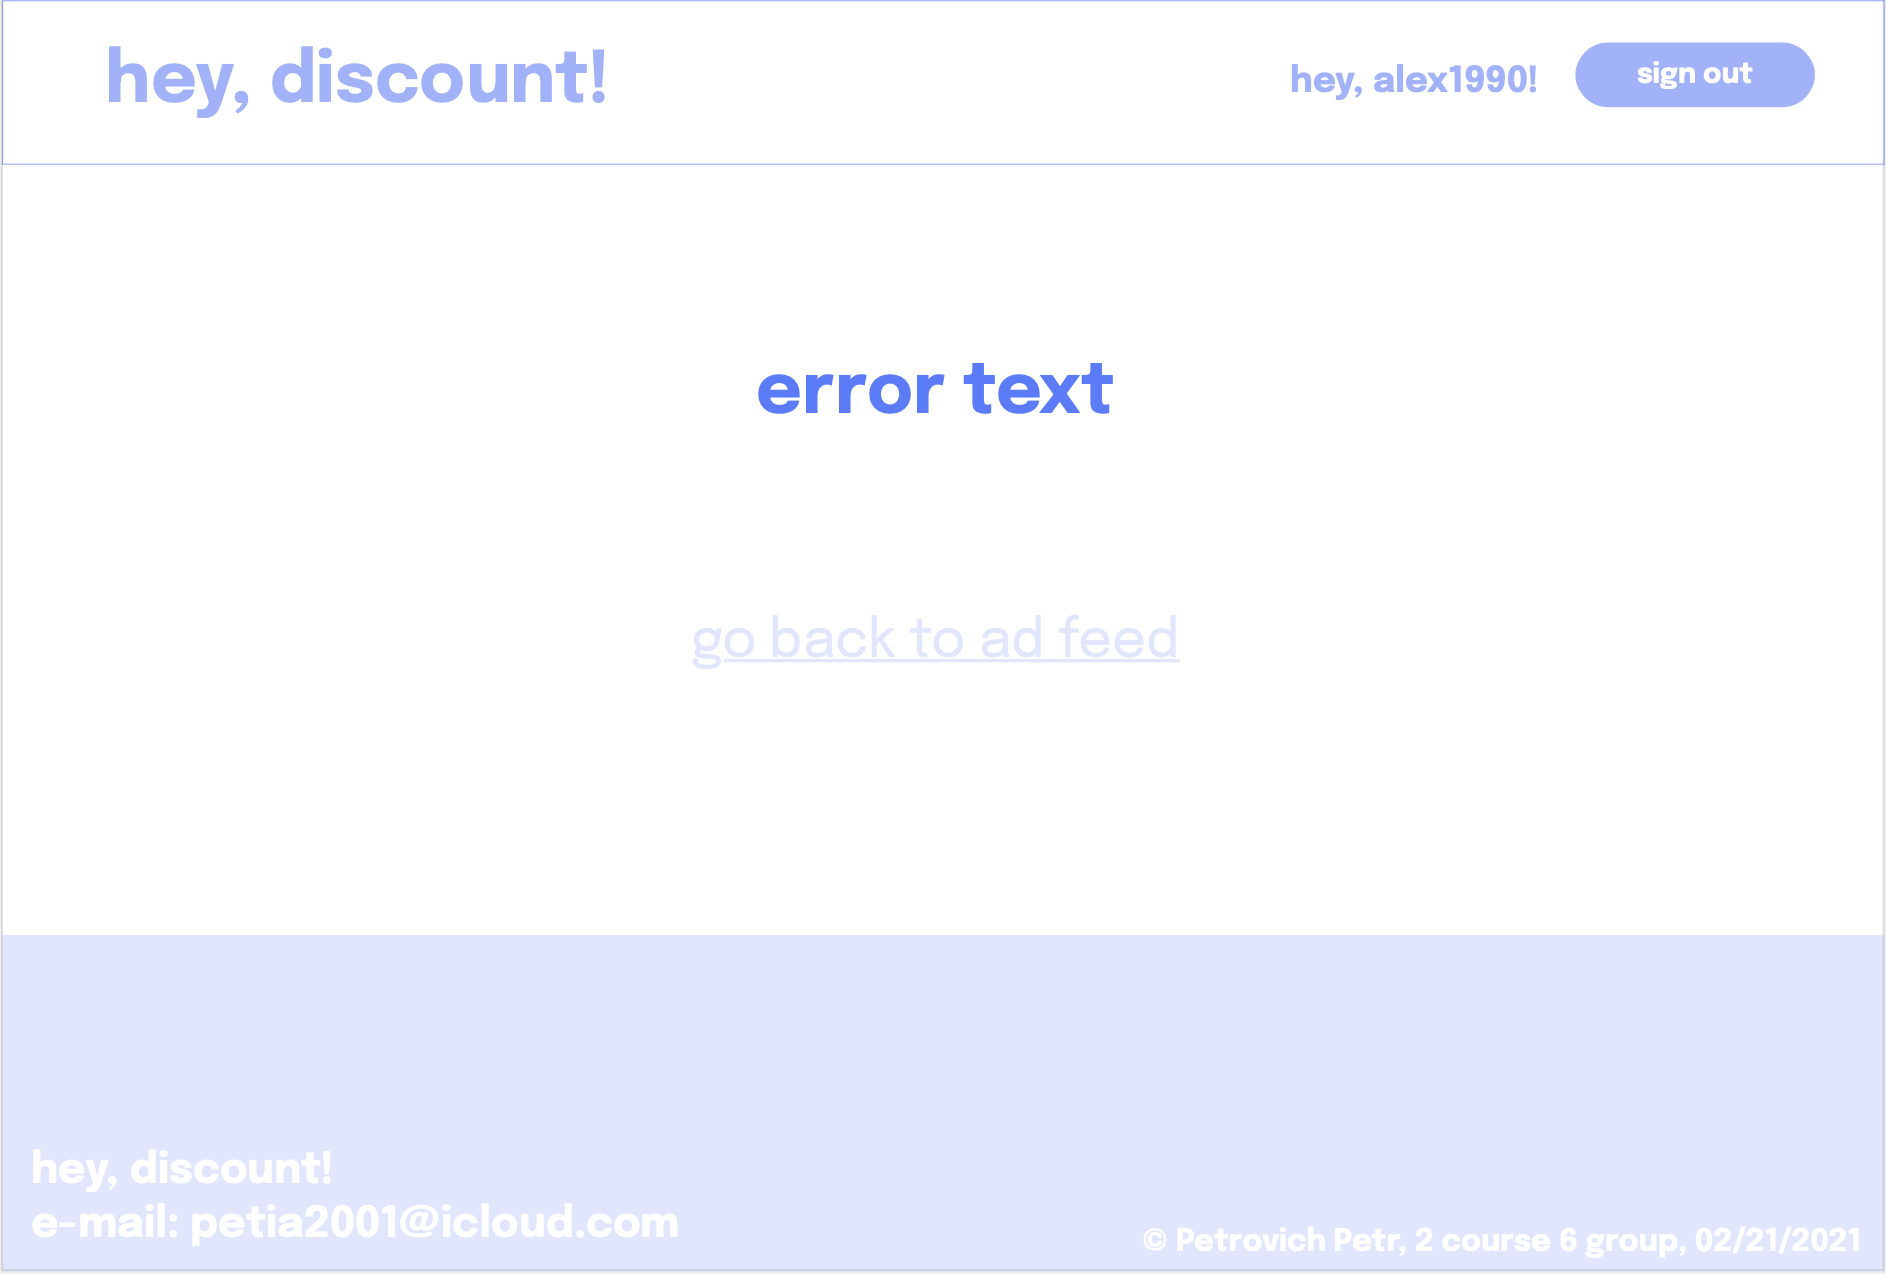 hey, discount!
hey, alex1990!
sign out
error text
go back to ad feed
hey, discount!
e-mail: petia2001@icloud.com
© Petrovich Petr, 2 course 6 group, 02/21/2021